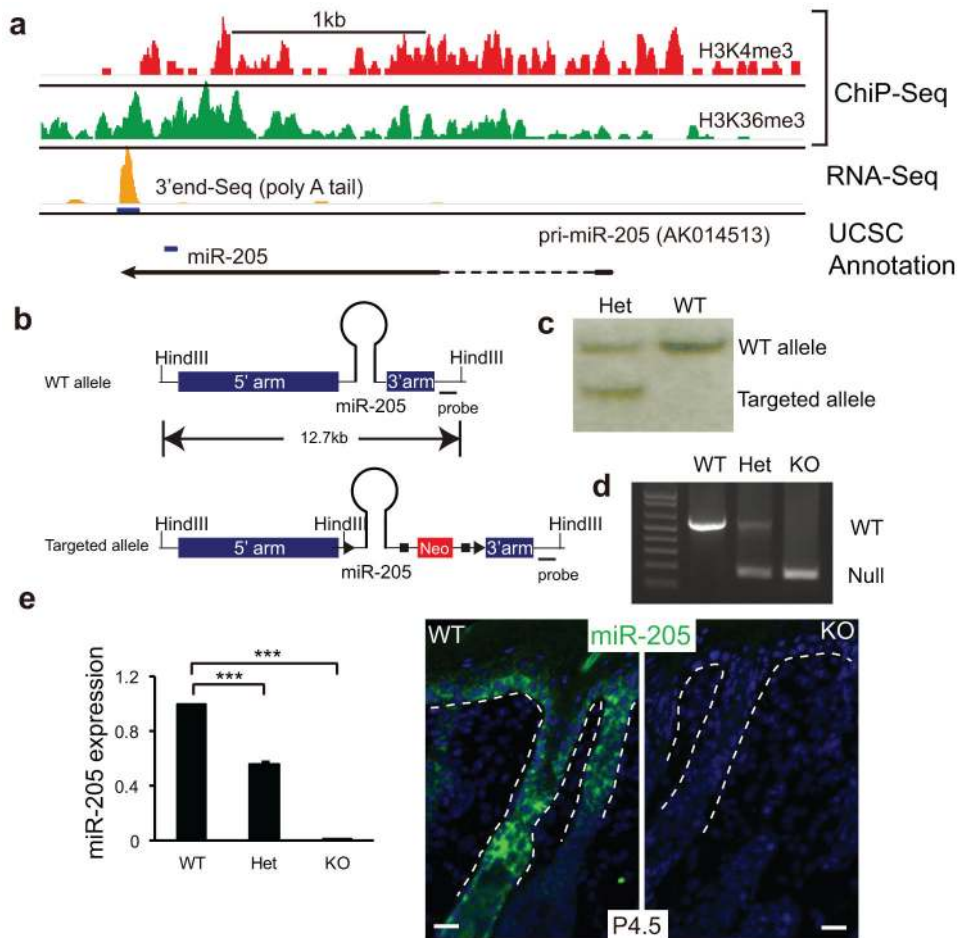 a
1kb
H3K4me3
H3K36me3
ChiP-Seq
3'end-Seq (poly A tail)
RNA-Seq
pri-miR-205 (AK014513)
miR-205
UCSC
Annotation
b
HindIII
HindIII
WT allele
5' arm
3'arm
miR-205
probe
12.7kb
HindIII
HindIII
HindIII
Targeted allele
5' arm
Neo
3'arm
miR-205
probe
c
Het
WT
WT allele
Targeted allele
d
WT
Het
KO
WT
Null
e
miR-205 expression
1.2
0.8
0.4
0
***
***
WT
Het
KO
WT
miR-205
KO
P4.5